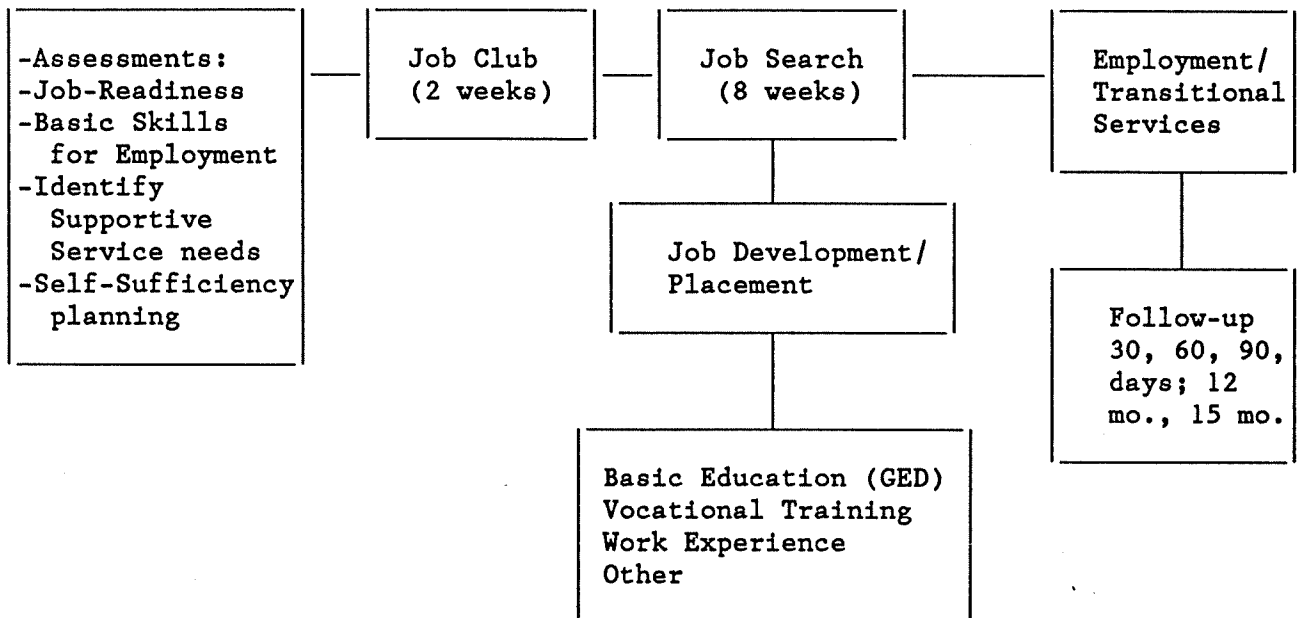 -Assessments:
-Job-Readiness
-Basic Skills
for Employment
-Identify
Supportive
Service needs
-Self-Sufficiency
planning
Job Club
(2 weeks)
Job Search
(8 weeks)
Employment/
Transitional
Services
Job Development/
Placement
Follow-up
30, 60, 90,
days; 12
mo., 15 mo.
Basic Education (GED)
Vocational Training
Work Experience
Other